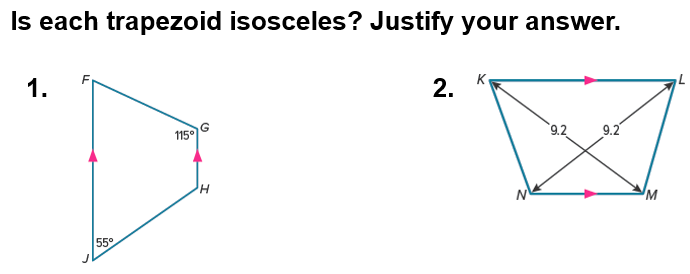 Is each trapezoid isosceles? Justify your answer.
1.
F
G
115°
H
55°
J
2.
K
L
9.2
9.2
N
M